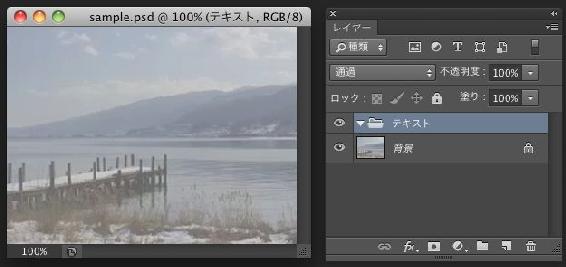 sample.psd @ 100% (テキスト, RGB/8)
100%
レイヤー
種類
T
通過
不透明度 : 100%
ロック :
塗り : 100%
テキスト
背景
fx